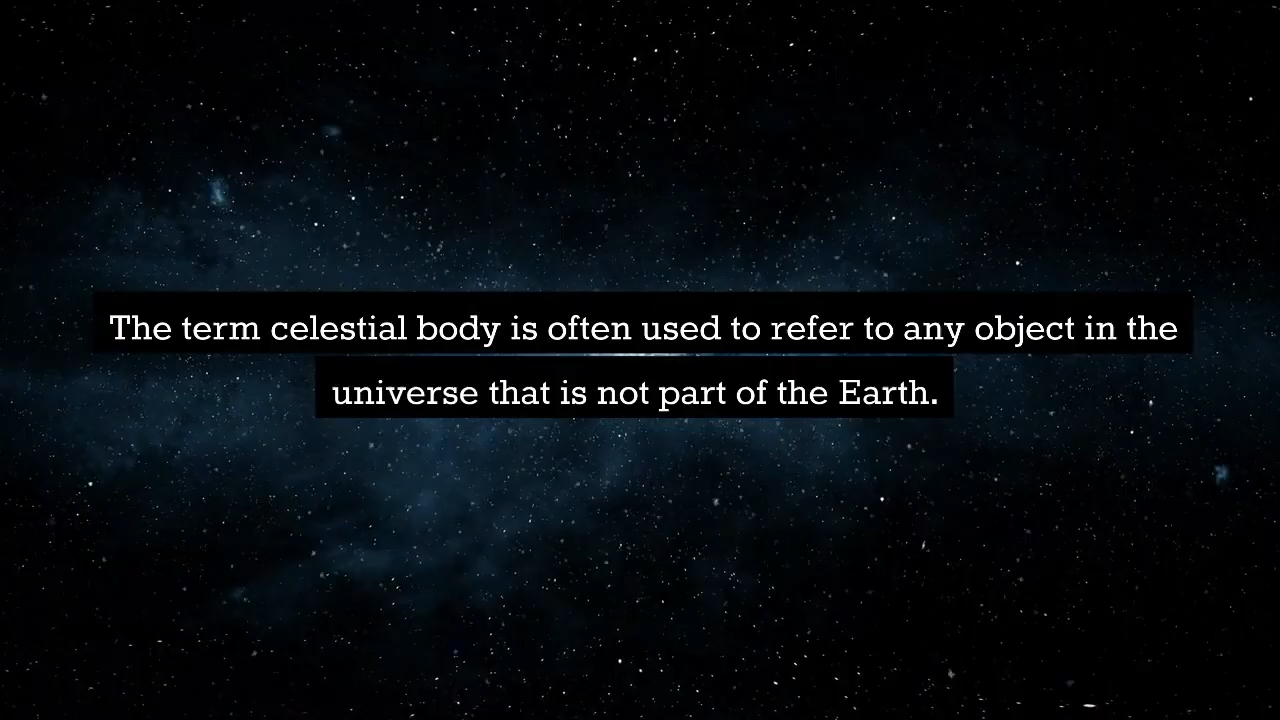 The term celestial body is often used to refer to any object in the
universe that is not part of the Earth.